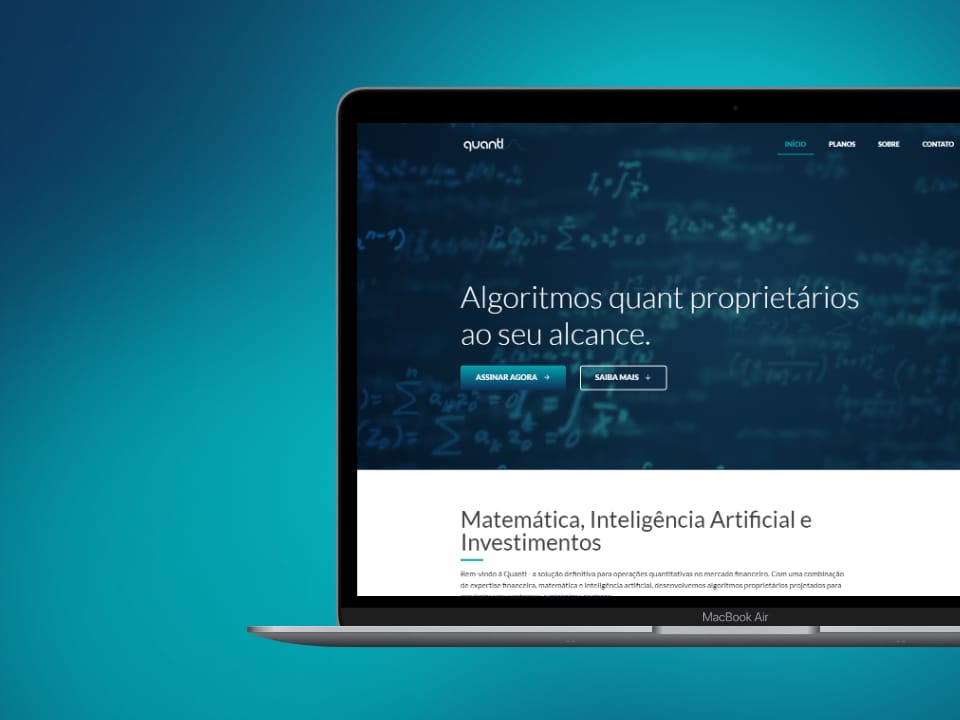 quanti
INÍCIO PLANOS SOBRE CONTATO
Algoritmos quant proprietários
ao seu alcance.
ASSINAR AGORA → SAIBA MAIS ↓
Matemática, Inteligência Artificial e
Investimentos
Bem-vindo à Quanti - a solução definitiva para operações quantitativas no mercado financeiro. Com uma combinação
de expertise financeira, matemática e inteligência artificial, desenvolvemos algoritmos proprietários projetados para
MacBook Air